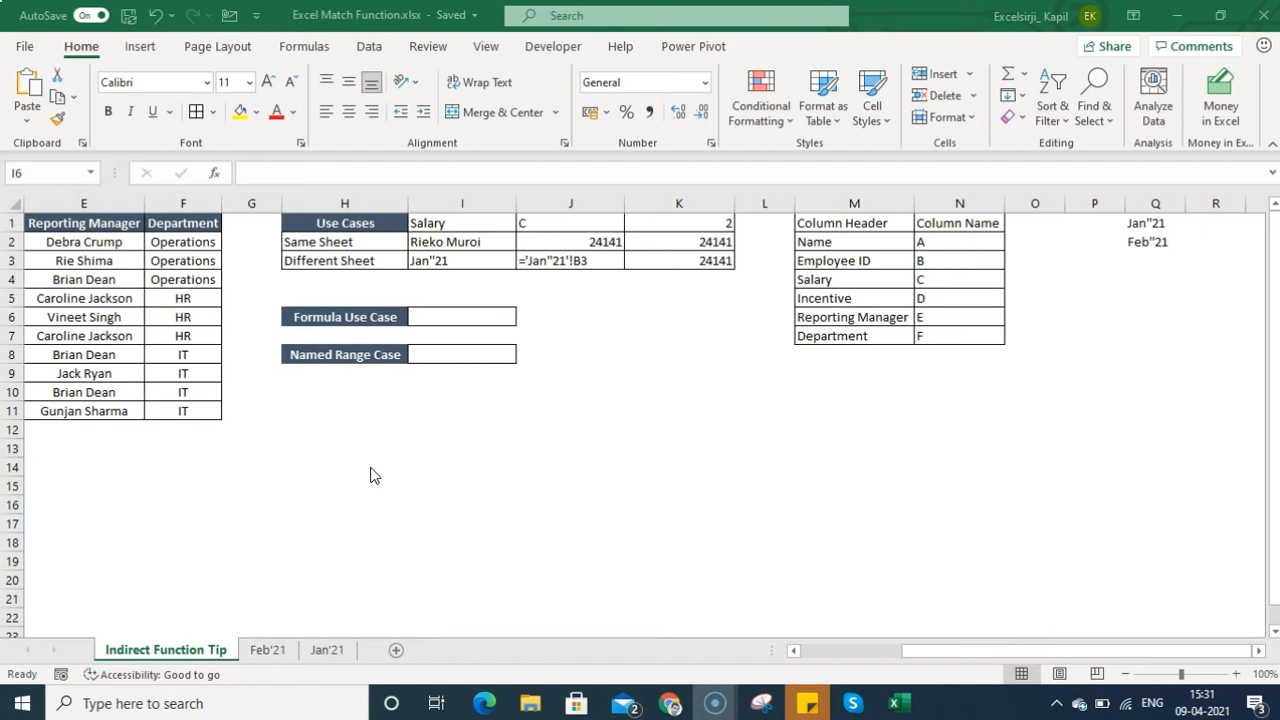 AutoSave On Excel Match Function.xlsx - Saved Search Excelsirji_ Kapil EK
File Home Insert Page Layout Formulas Data Review View Developer Help Power Pivot Share Comments
Paste Calibri 11 Wrap Text General Conditional Formatting Format as Table Cell Styles Insert Sort & Filter Find & Select Analyze Data Money in Excel
B I U Merge & Center % Delete
Format
Clipboard Font Alignment Number Styles Cells Editing Analysis Money in Ex...
I6 fx
E F G H I J K L M N O P Q R
1 Reporting Manager Department Use Cases Salary C 2 Column Header Column Name Jan"21
2 Debra Crump Operations Same Sheet Rieko Muroi 24141 24141 Name A Feb"21
3 Rie Shima Operations Different Sheet Jan"21 ='Jan"21'!B3 24141 Employee ID B
4 Brian Dean Operations Salary C
5 Caroline Jackson HR Incentive D
6 Vineet Singh HR Formula Use Case Reporting Manager E
7 Caroline Jackson HR Department F
8 Brian Dean IT Named Range Case
9 Jack Ryan IT
10 Brian Dean IT
11 Gunjan Sharma IT
12
13
14
15
16
17
18
19
20
21
22
23
Indirect Function Tip Feb'21 Jan'21
Ready Accessibility: Good to go 100%
Type here to search 2 ENG 15:31
09-04-2021 3